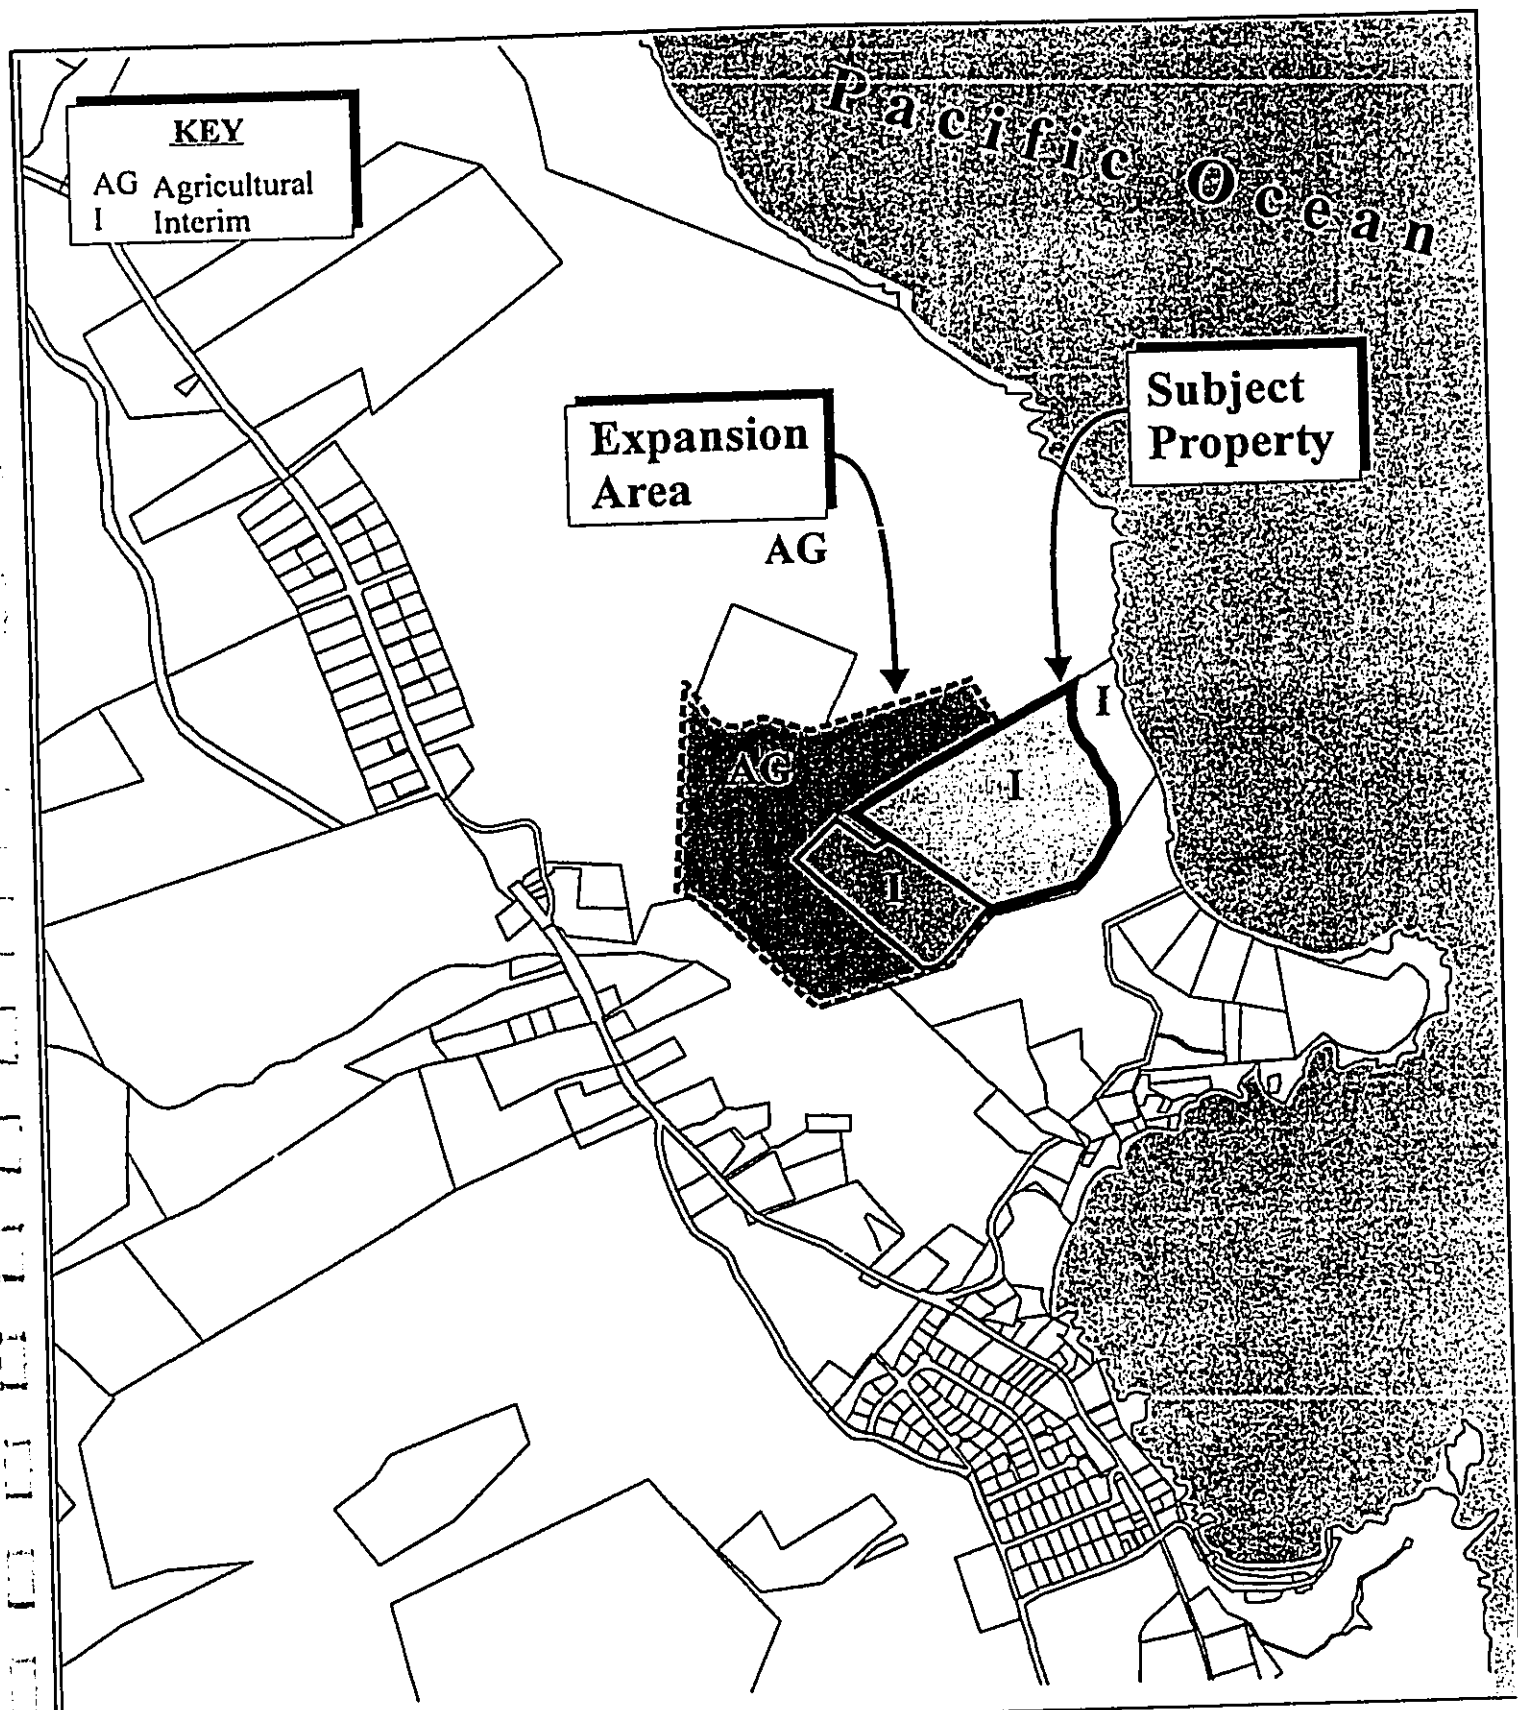 Pacific Ocean
KEY
AG Agricultural
I Interim
Subject
Property
Expansion
Area
AG
I
AG
I
I